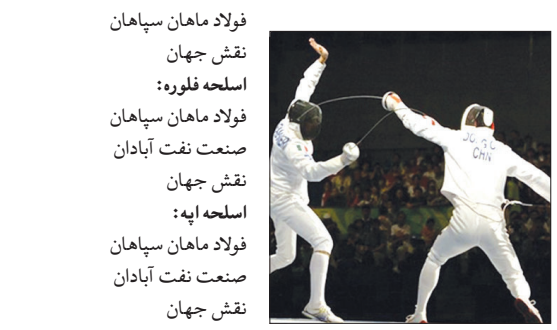 فولاد ماهان سپاهان
نقش جهان
اسلحه فلوره:
فولاد ماهان سپاهان
صنعت نفت آبادان
نقش جهان
اسلحه اپه:
فولاد ماهان سپاهان
صنعت نفت آبادان
نقش جهان
CHN